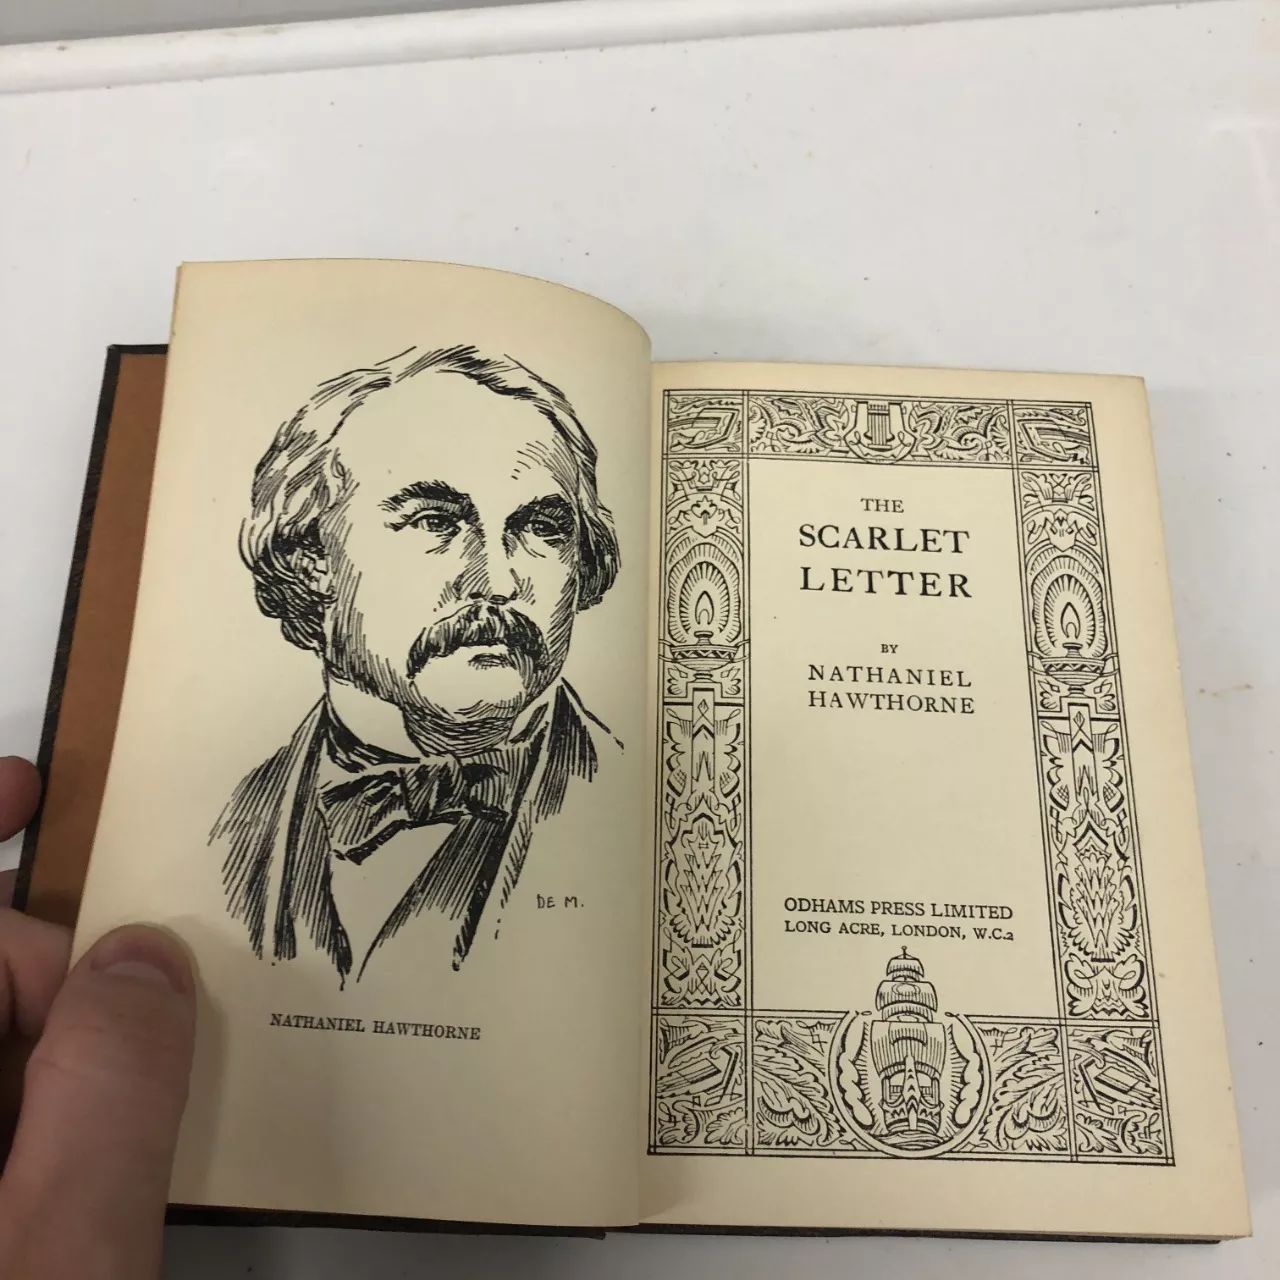 DE M.
NATHANIEL HAWTHORNE
THE
SCARLET
LETTER
BY
NATHANIEL
HAWTHORNE
ODHAMS PRESS LIMITED
LONG ACRE, LONDON, W.C.2